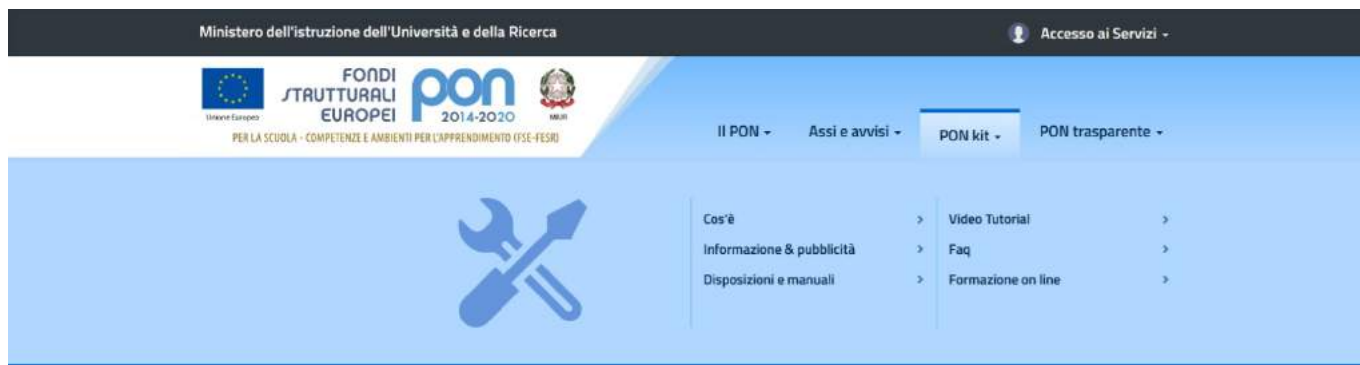 Ministero dell'istruzione dell'Università e della Ricerca
Accesso ai Servizi
Unione Europea
FONDI
STRUTTURALI
EUROPEI
pon
2014-2020
MIUR
PER LA SCUOLA - COMPETENZE E AMBIENTI PER L'APPRENDIMENTO (FSE-FESR)
Il PON
Assi e avvisi
PON kit
PON trasparente
Cos'è
Informazione & pubblicità
Disposizioni e manuali
Video Tutorial
Faq
Formazione on line